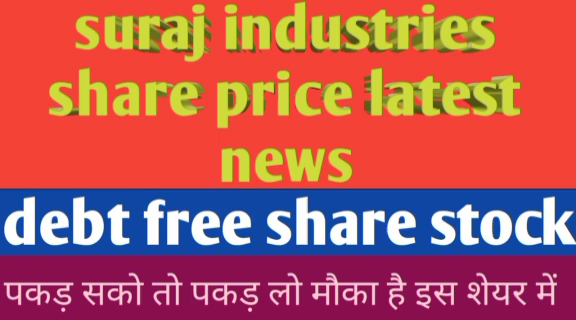 suraj industries
share price latest
news
debt free share stock
पकड़ सको तो पकड़ लो मौका है इस शेयर में